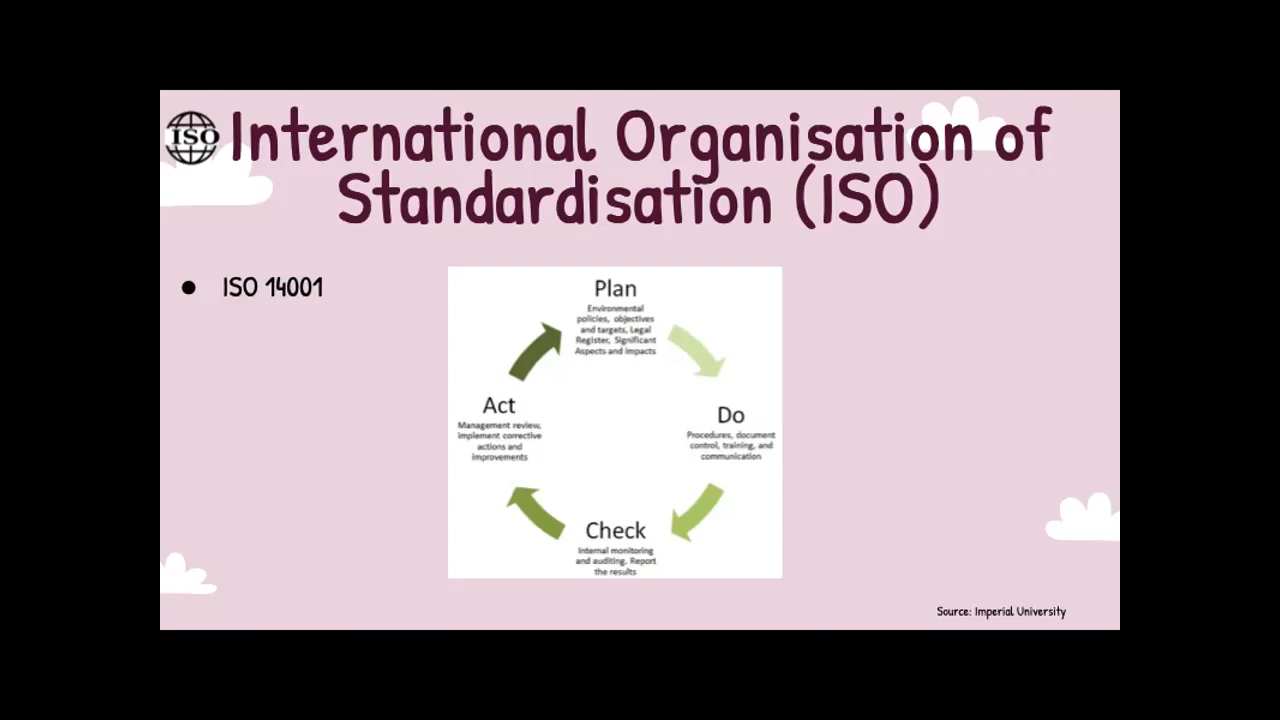 ISO
International Organisation of
Standardisation (ISO)
● ISO 14001
Plan
Environmental
policies, objectives
and targets, Legal
Register, Significant
Aspects and Impacts
Do
Procedures, document
control, training, and
communication
Check
Internal monitoring
and auditing, Report
the results
Act
Management review,
implement corrective
actions and
improvements
Source: Imperial University